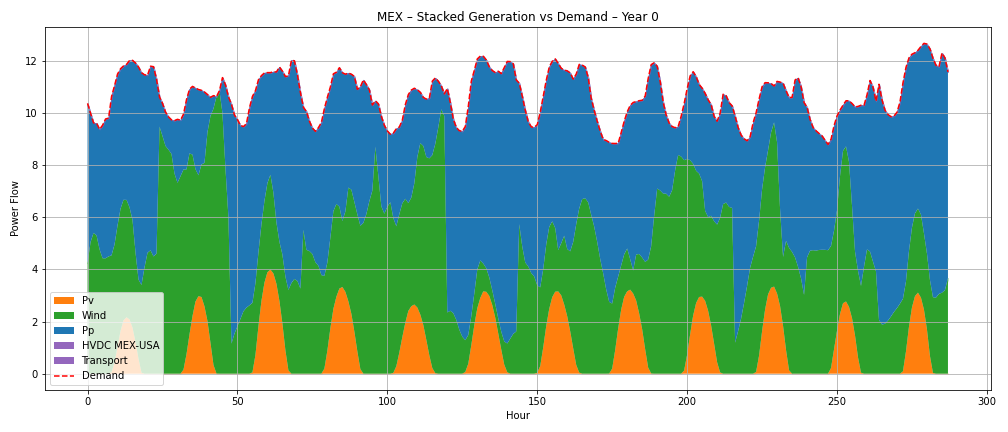 MEX – Stacked Generation vs Demand – Year 0
Power Flow
12
10
8
6
4
2
0
Pv
Wind
Pp
HVDC MEX-USA
Transport
Demand
0 50 100 150 200 250 300
Hour